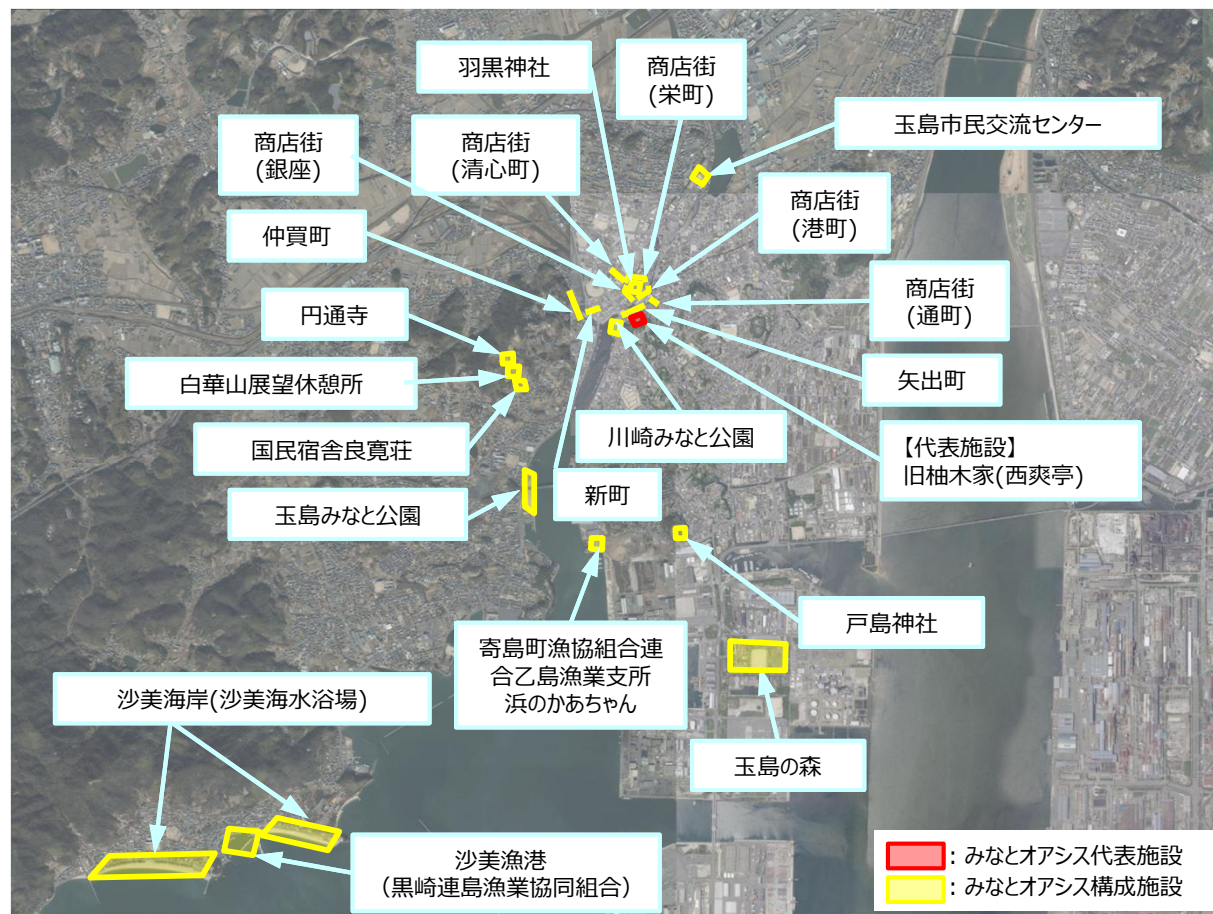 羽黒神社
商店街
(栄町)
玉島市民交流センター
商店街
(銀座)
商店街
(清心町)
商店街
(港町)
仲買町
商店街
(通町)
円通寺
矢出町
白華山展望休憩所
川崎みなと公園
国民宿舎良寛荘
【代表施設】
旧柚木家(西爽亭)
新町
玉島みなと公園
戸島神社
寄島町漁協組合連
合乙島漁業支所
浜のかあちゃん
沙美海岸(沙美海水浴場)
玉島の森
沙美漁港
（黒崎連島漁業協同組合）
：みなとオアシス代表施設
：みなとオアシス構成施設